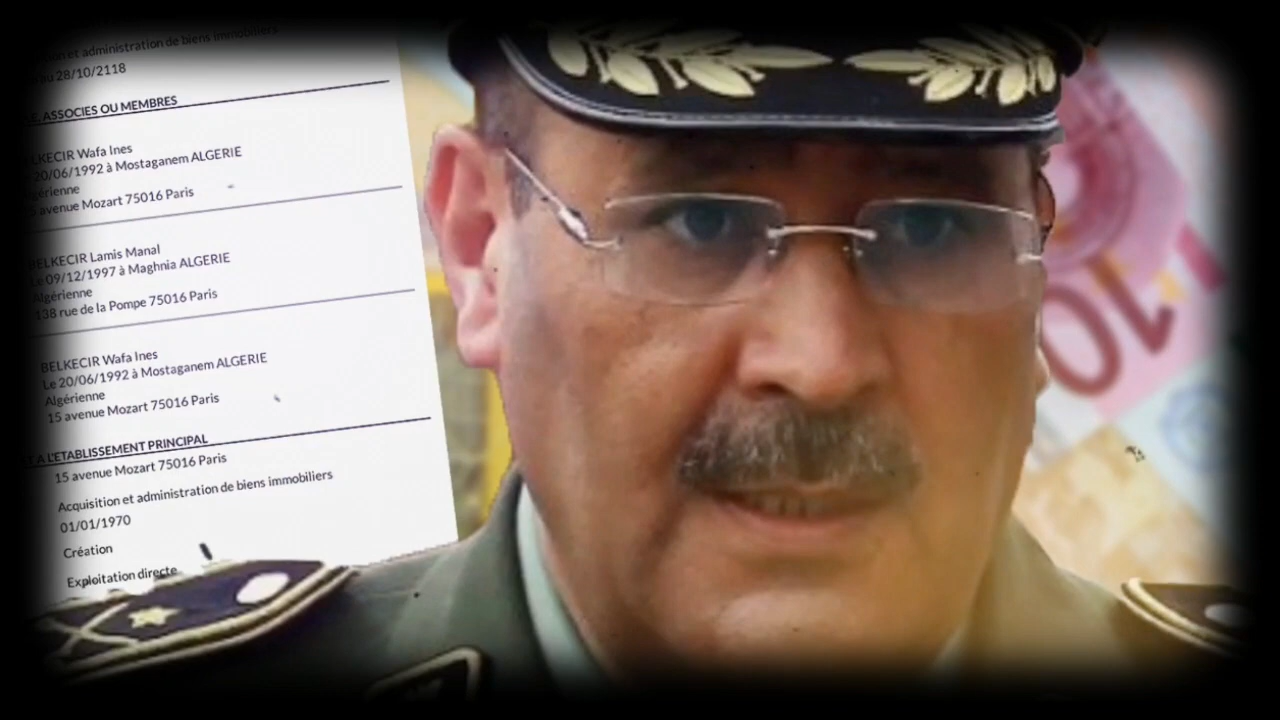 et administration de biens immobiliers
au 28/10/2118
ASSOCIES OU MEMBRES
Wafa Ines
20/06/1992 à Mostaganem ALGERIE
avenue Mozart 75016 Paris
BELKECIR Lamis Manal
Le 09/12/1997 à Maghnia ALGERIE
Algérienne
138 rue de la Pompe 75016 Paris
BELKECIR Wafa Ines
Le 20/06/1992 à Mostaganem ALGERIE
Algérienne
15 avenue Mozart 75016 Paris
A L'ETABLISSEMENT PRINCIPAL
15 avenue Mozart 75016 Paris
Acquisition et administration de biens immobiliers
01/01/1970
Création
Exploitation directe
10